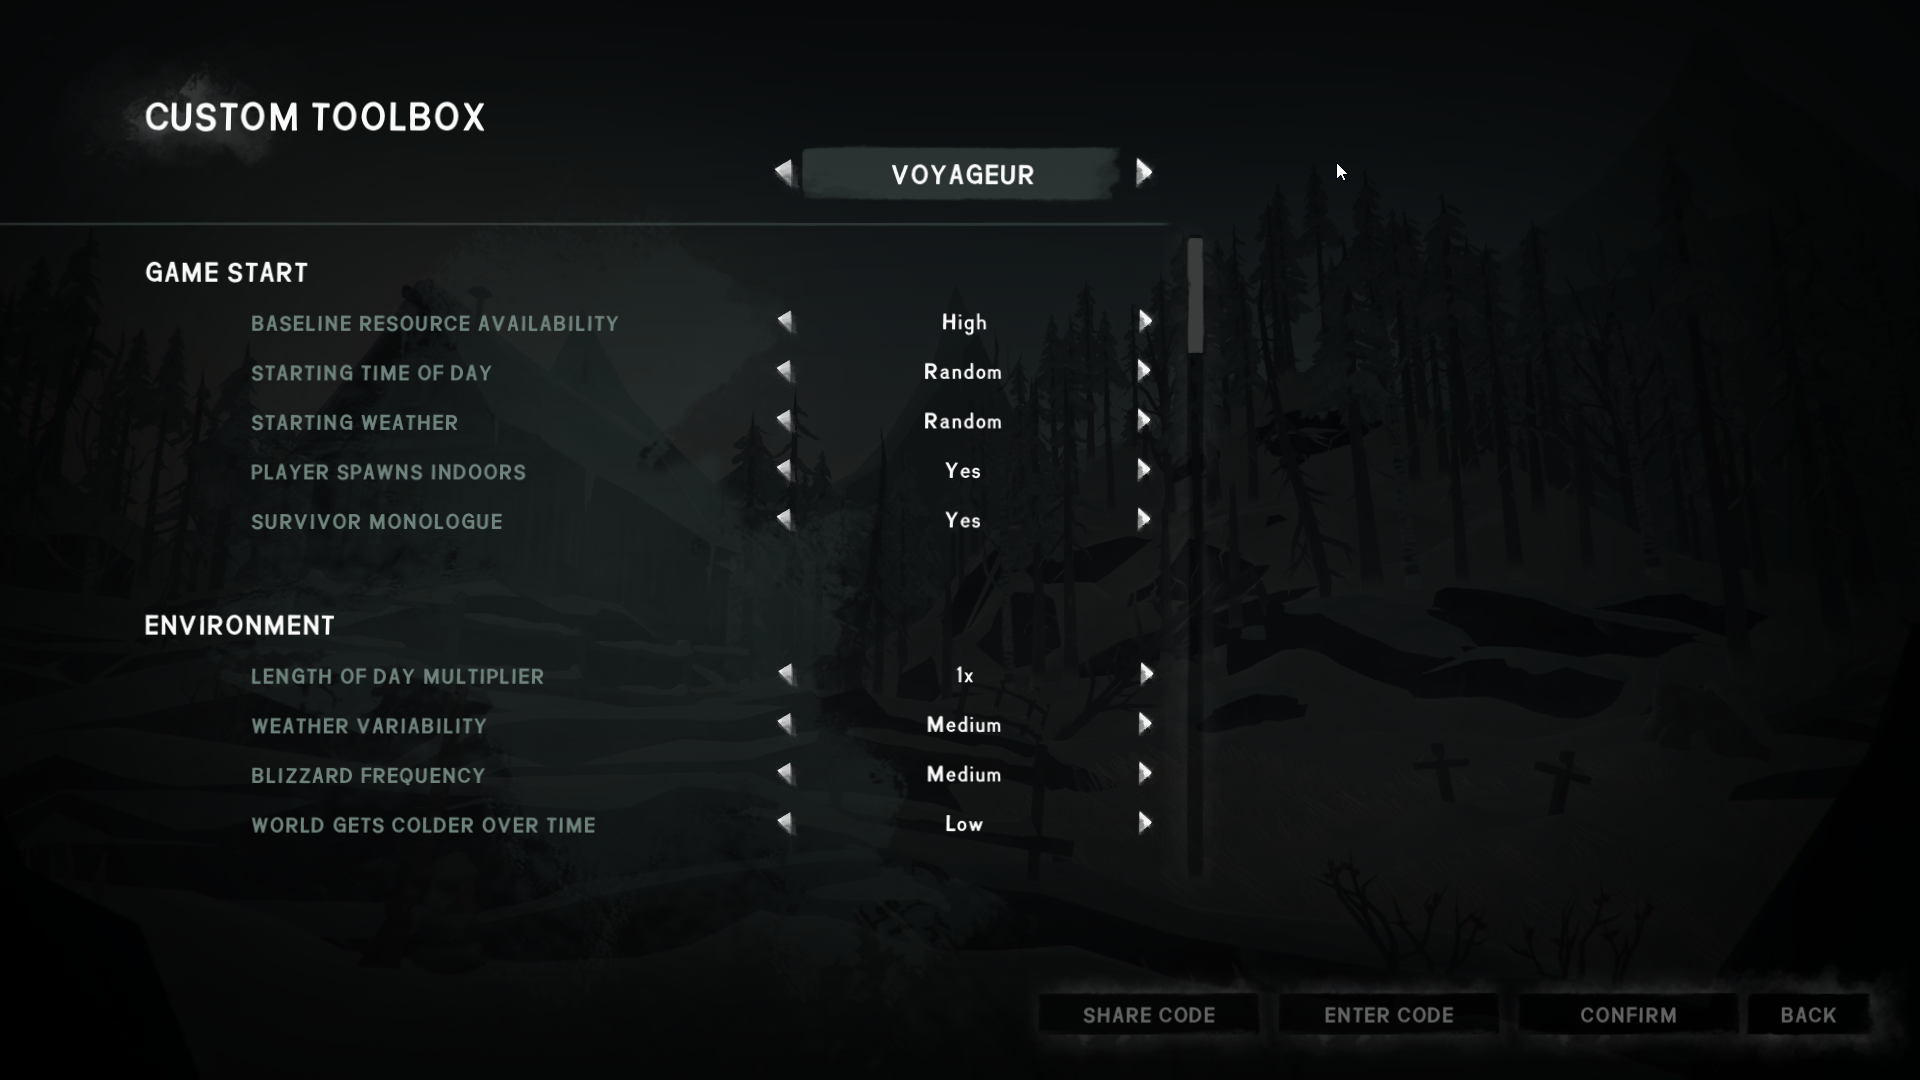 CUSTOM TOOLBOX
VOYAGEUR
GAME START
BASELINE RESOURCE AVAILABILITY High
STARTING TIME OF DAY Random
STARTING WEATHER Random
PLAYER SPAWNS INDOORS Yes
SURVIVOR MONOLOGUE Yes
ENVIRONMENT
LENGTH OF DAY MULTIPLIER 1x
WEATHER VARIABILITY Medium
BLIZZARD FREQUENCY Medium
WORLD GETS COLDER OVER TIME Low
SHARE CODE ENTER CODE CONFIRM BACK